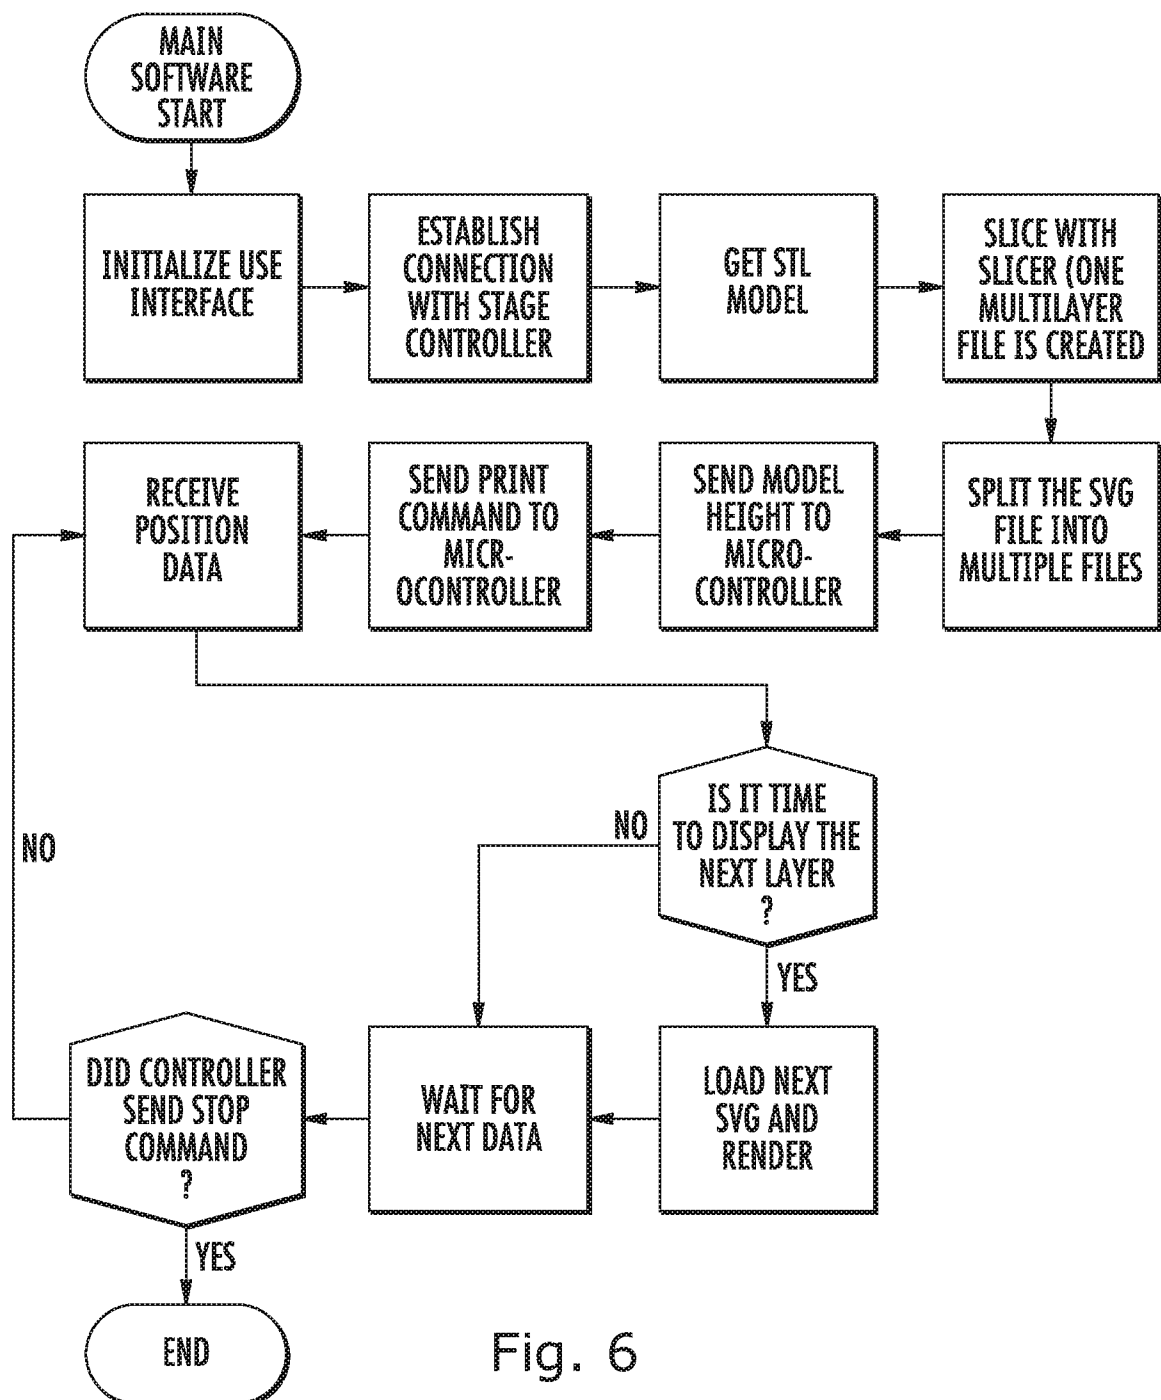 MAIN
SOFTWARE
START
INITIALIZE USE
INTERFACE
ESTABLISH
CONNECTION
WITH STAGE
CONTROLLER
GET STL
MODEL
SLICE WITH
SLICER (ONE
MULTILAYER
FILE IS CREATED
RECEIVE
POSITION
DATA
SEND PRINT
COMMAND TO
MICR-
OCONTROLLER
SEND MODEL
HEIGHT TO
MICRO-
CONTROLLER
SPLIT THE SVG
FILE INTO
MULTIPLE FILES
NO
NO
IS IT TIME
TO DISPLAY THE
NEXT LAYER
?
YES
DID CONTROLLER
SEND STOP
COMMAND
?
WAIT FOR
NEXT DATA
LOAD NEXT
SVG AND
RENDER
YES
END
Fig. 6